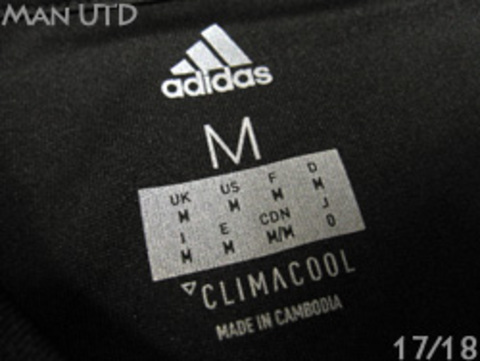 MAN UTD
adidas
M
UK US F D
M M M M
I E CDN J
M M M/M O
CLIMACOOL
MADE IN CAMBODIA
17/18